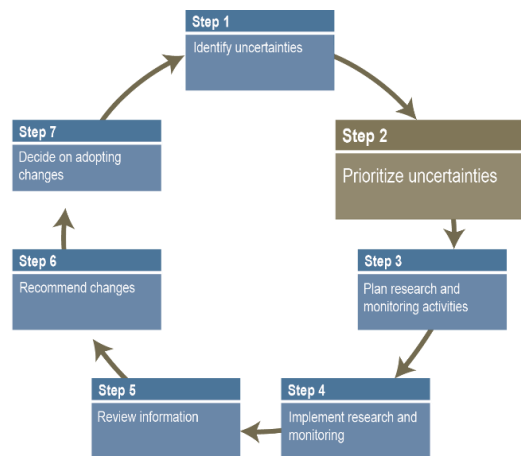 Step 1
Identify uncertainties
Step 2
Prioritize uncertainties
Step 3
Plan research and
monitoring activities
Step 4
Implement research and
monitoring
Step 5
Review information
Step 6
Recommend changes
Step 7
Decide on adopting
changes